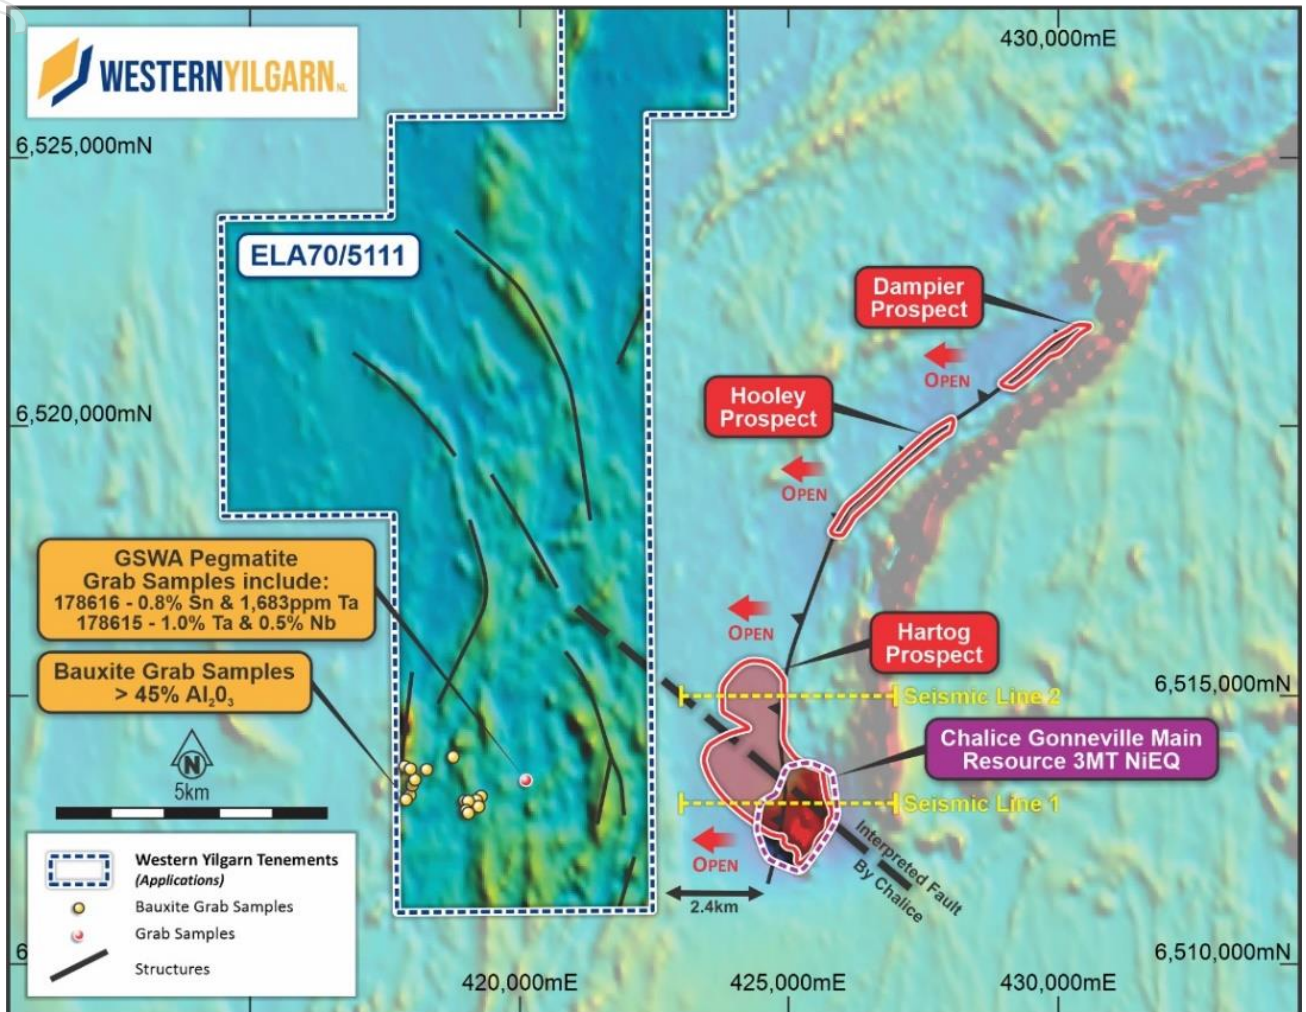 430,000mE
WESTERNYILGARN NL
6,525,000mN
ELA70/5111
Dampier
Prospect
OPEN
Hooley
Prospect
6,520,000mN
OPEN
GSWA Pegmatite
Grab Samples include:
178616 - 0.8% Sn & 1,683ppm Ta
178615 - 1.0% Ta & 0.5% Nb
OPEN
Hartog
Prospect
Bauxite Grab Samples
> 45% Al₂0₃
Seismic Line 2
6,515,000mN
Chalice Gonneville Main
Resource 3MT NiEQ
N
5km
Seismic Line 1
Interpreted Fault
By Chalice
OPEN
2.4km
Western Yilgarn Tenements
(Applications)
Bauxite Grab Samples
Grab Samples
Structures
6
6,510,000mN
420,000mE
425,000mE
430,000mE